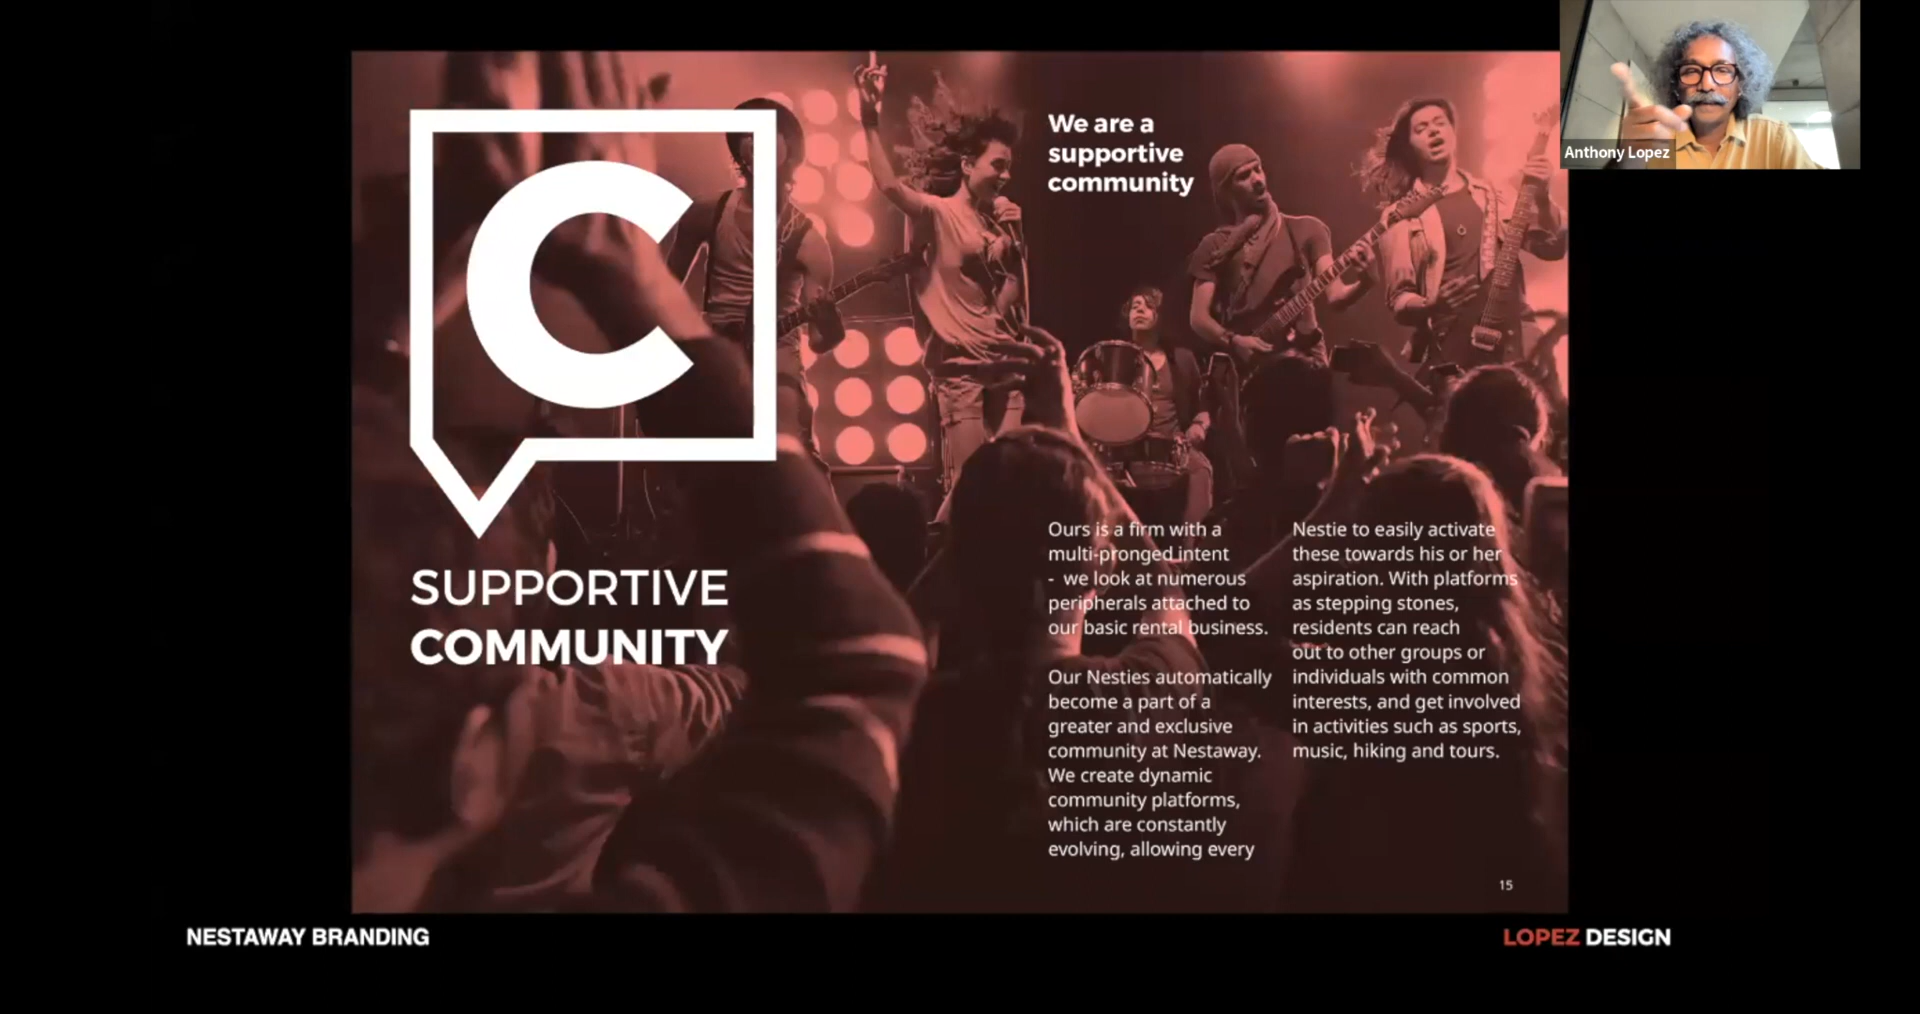 Anthony Lopez
C
SUPPORTIVE
COMMUNITY
We are a
supportive
community
Ours is a firm with a
multi-pronged intent
- we look at numerous
peripherals attached to
our basic rental business.
Our Nesties automatically
become a part of a
greater and exclusive
community at Nestaway.
We create dynamic
community platforms,
which are constantly
evolving, allowing every
Nestie to easily activate
these towards his or her
aspiration. With platforms
as stepping stones,
residents can reach
out to other groups or
individuals with common
interests, and get involved
in activities such as sports,
music, hiking and tours.
15
NESTAWAY BRANDING
LOPEZ DESIGN